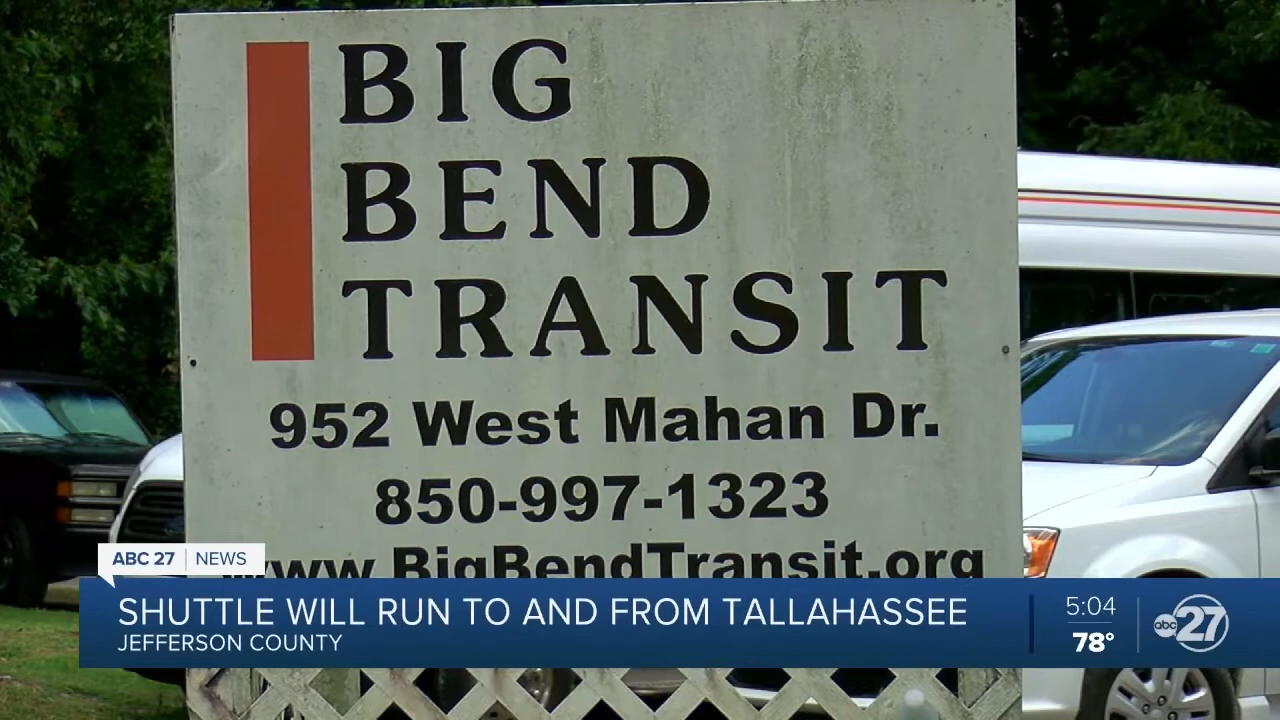 BIG
BEND
TRANSIT
952 West Mahan Dr.
850-997-1323
www.BigBendTransit.org
ABC 27 | NEWS
SHUTTLE WILL RUN TO AND FROM TALLAHASSEE
JEFFERSON COUNTY
5:04
78°
abc 27